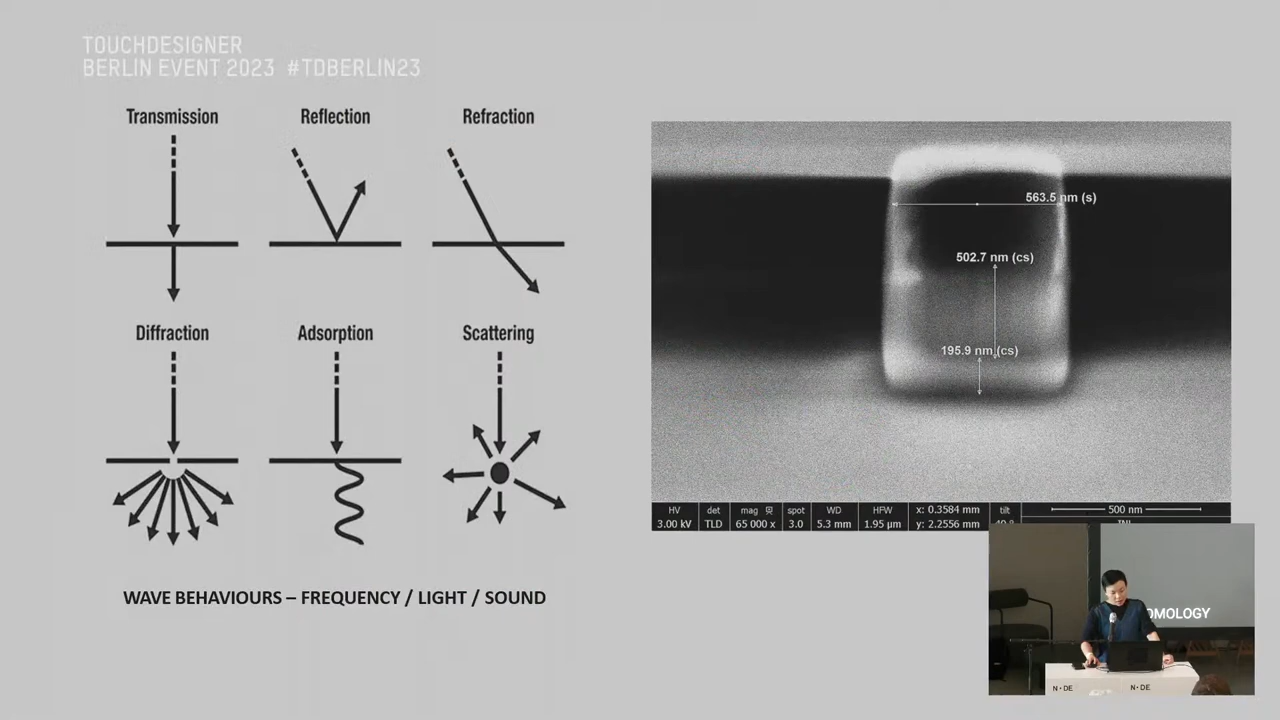 TOUCHDESIGNER
BERLIN EVENT 2023 #TDBERLIN23
Transmission
Reflection
Refraction
Diffraction
Adsorption
Scattering
WAVE BEHAVIOURS – FREQUENCY / LIGHT / SOUND
563.5 nm (s)
502.7 nm (cs)
195.9 nm (cs)
HV det mag spot WD HFW x: 0.3584 mm tilt 500 nm
3.00 kV TLD 65 000 x 3.0 5.3 mm 1.95 µm y: 2.2556 mm
OMOLOGY
N·DE N·DE